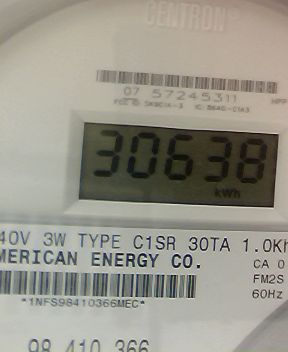 CENTRON®
07 57245311
30638
kWh
40V 3W TYPE C1SR 30TA 1.0Kh
MERICAN ENERGY CO.
CA 0
FM2S
60Hz
*1NFS98410366MEC*
98 410 366